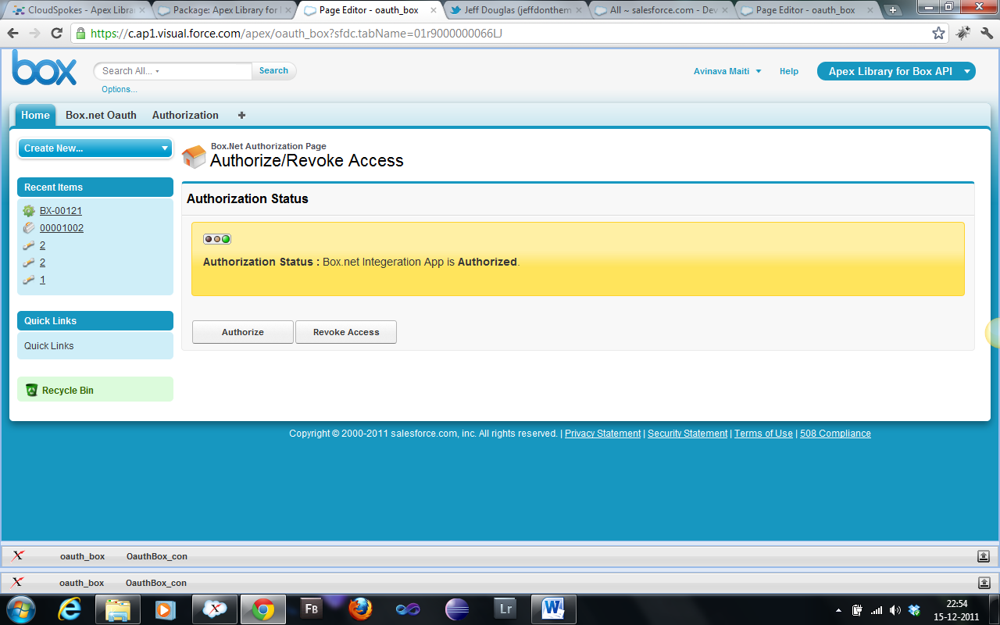 CloudSpokes - Apex Libra
Package: Apex Library for
Page Editor - oauth_box
Jeff Douglas (jeffdonthem
All ~ salesforce.com - Dev
Page Editor - oauth_box
https://c.ap1.visual.force.com/apex/oauth_box?sfdc.tabName=01r9000000066LJ
box
Search All...
Search
Options...
Avinava Maiti
Help
Apex Library for Box API
Home
Box.net Oauth
Authorization
Create New...
Box.Net Authorization Page
Authorize/Revoke Access
Recent Items
BX-00121
00001002
2
2
1
Authorization Status
Authorization Status : Box.net Integeration App is Authorized.
Authorize
Revoke Access
Quick Links
Quick Links
Recycle Bin
Copyright © 2000-2011 salesforce.com, inc. All rights reserved. | Privacy Statement | Security Statement | Terms of Use | 508 Compliance
oauth_box
OauthBox_con
oauth_box
OauthBox_con
FB
Lr
W
22:54
15-12-2011